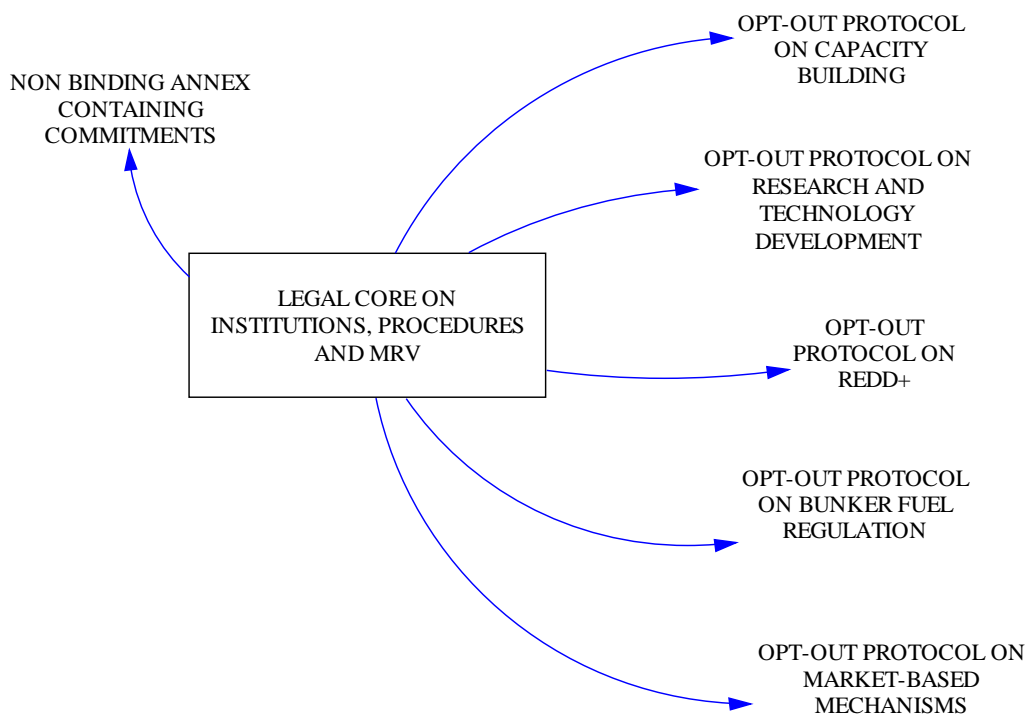 NON BINDING ANNEX
CONTAINING
COMMITMENTS
OPT-OUT PROTOCOL
ON CAPACITY
BUILDING
OPT-OUT PROTOCOL ON
RESEARCH AND
TECHNOLOGY
DEVELOPMENT
LEGAL CORE ON
INSTITUTIONS, PROCEDURES
AND MRV
OPT-OUT
PROTOCOL ON
REDD+
OPT-OUT PROTOCOL
ON BUNKER FUEL
REGULATION
OPT-OUT PROTOCOL ON
MARKET-BASED
MECHANISMS